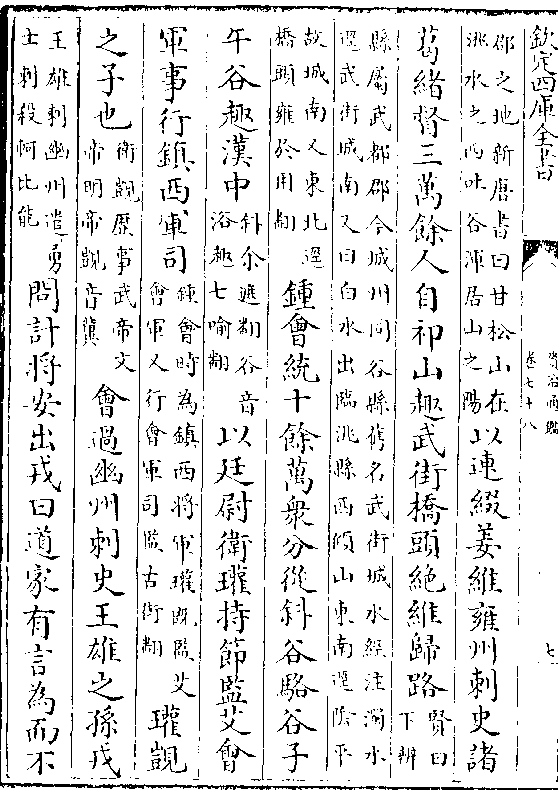 欽定四庫全書
資治通鑑
卷七十八
七
郡之地新唐書曰甘松山在
洮水之西吐谷渾居山之陽
以連綴姜維雍州刺史諸
葛緒督三萬餘人自祁山趣武街橋頭絶維歸路
賢曰
下辨
縣屬武都郡今城州同谷縣舊名武街城水經注濁水
逕武街城南又曰白水出臨洮縣西傾山東南逕陰平
故城南又東北逕
橋頭雍於用翻
鍾會統十餘萬衆分從斜谷駱谷子
午谷趣漢中
斜余遮翻谷音
浴趣七喻翻
以廷尉衛瓘持節監艾會
軍事行鎮西軍司
鍾會時為鎮西將軍瓘既監艾
會軍又行會軍司監古銜翻
瓘覬
之子也
衛覬歷事武帝文
帝明帝覬音冀
會過幽州刺史王雄之孫戎
王雄刺幽州遣勇
士刺殺軻比能
問計將安出戎曰道家有言為而不